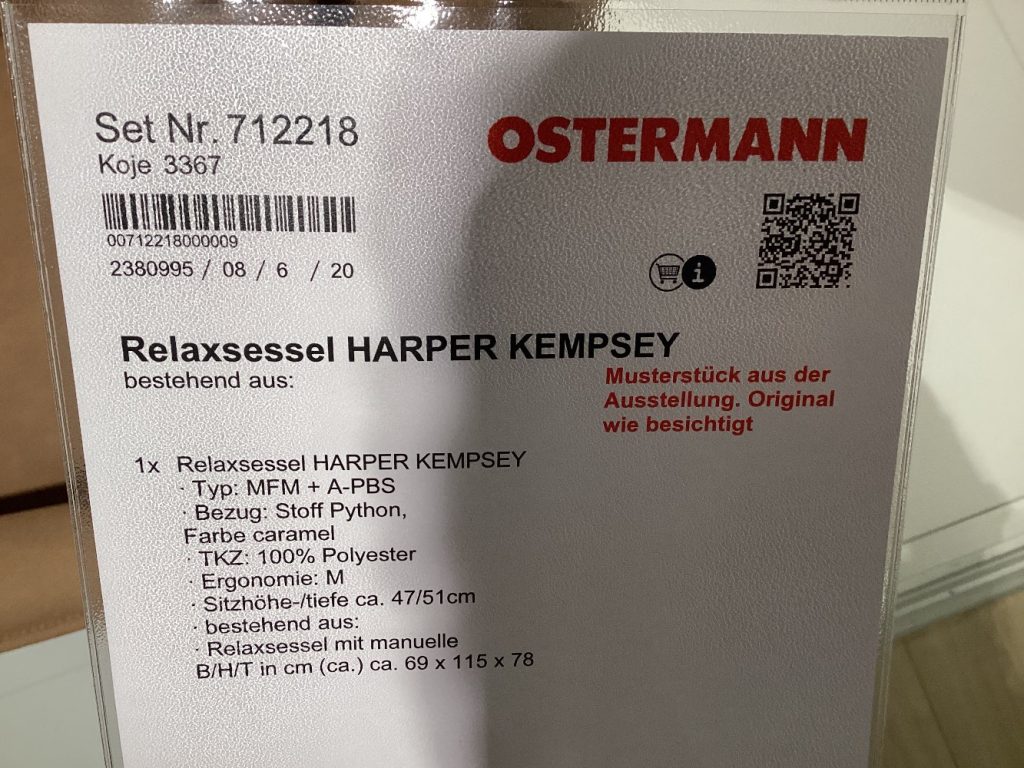 Set Nr. 712218
OSTERMANN
Koje 3367
00712218000009
2380995 / 08 / 6 / 20
i
Relaxsessel HARPER KEMPSEY
bestehend aus:
Musterstück aus der
Ausstellung. Original
wie besichtigt
1x Relaxsessel HARPER KEMPSEY
· Typ: MFM + A-PBS
· Bezug: Stoff Python,
Farbe caramel
· TKZ: 100% Polyester
· Ergonomie: M
· Sitzhöhe-/tiefe ca. 47/51cm
· bestehend aus:
· Relaxsessel mit manuelle
B/H/T in cm (ca.) ca. 69 x 115 x 78